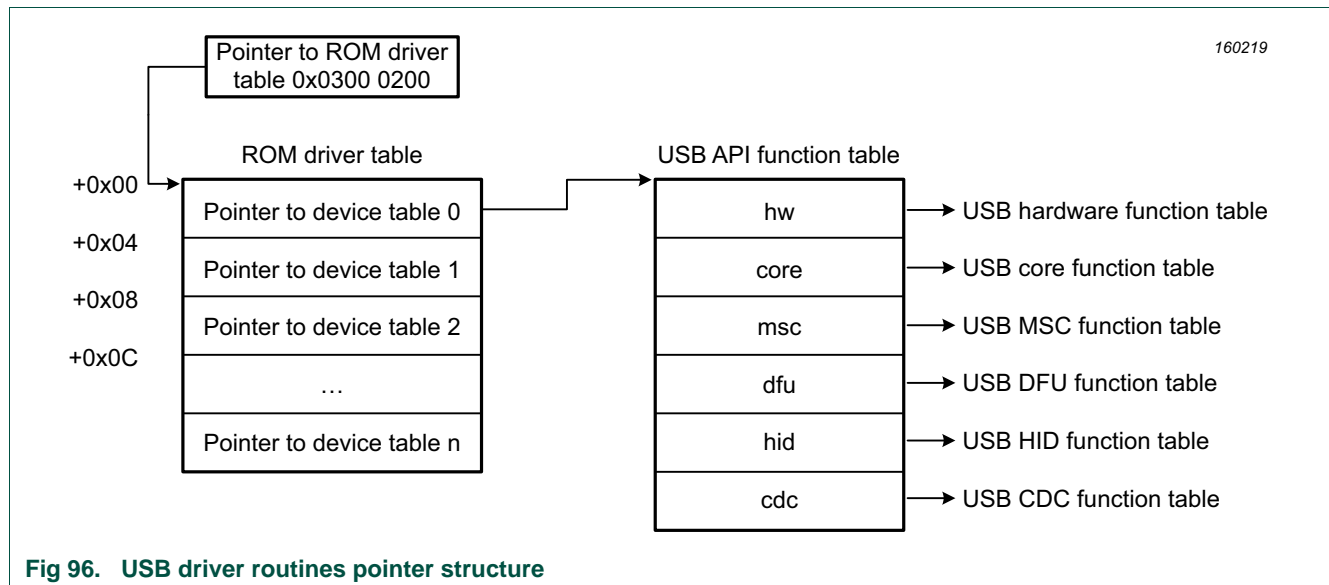 Pointer to ROM driver
table 0x0300 0200
160219
ROM driver table
USB API function table
+0x00
Pointer to device table 0
hw
USB hardware function table
+0x04
Pointer to device table 1
core
USB core function table
+0x08
Pointer to device table 2
msc
USB MSC function table
+0x0C
…
dfu
USB DFU function table
Pointer to device table n
hid
USB HID function table
cdc
USB CDC function table
Fig 96. USB driver routines pointer structure